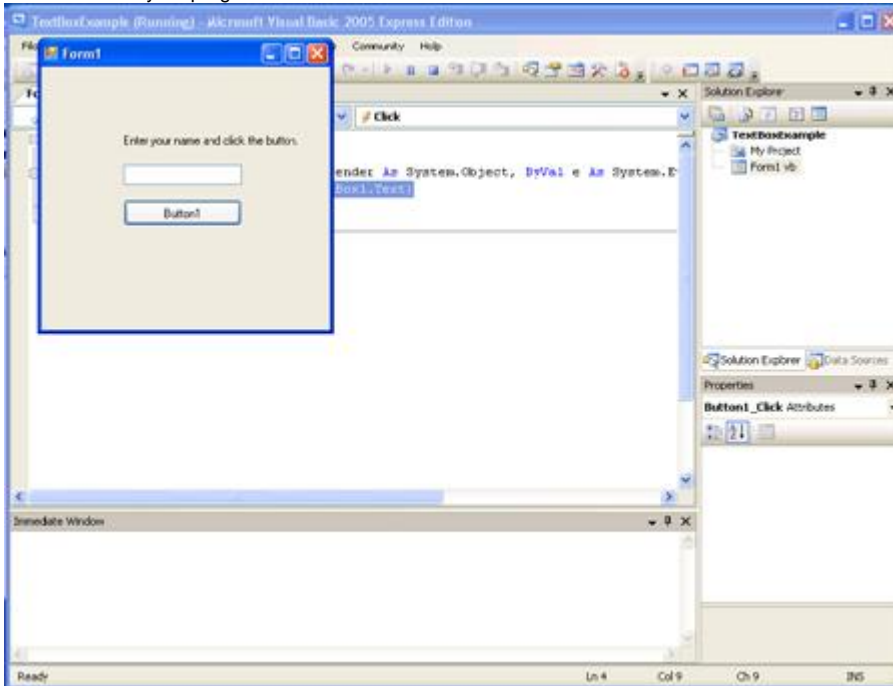 TextBoxExample (Running) - Microsoft Visual Basic 2005 Express Edition
Community Help
Form1
Click
Solution Explorer
TextBoxExample
My Project
Form1.vb
Enter your name and click the button.
Button1
ender As System.Object, ByVal e As System.E
Box1.Text)
Solution Explorer Data Sources
Properties
Button1_Click Attributes
Immediate Window
Ready Ln 4 Col 9 Ch 9 INS